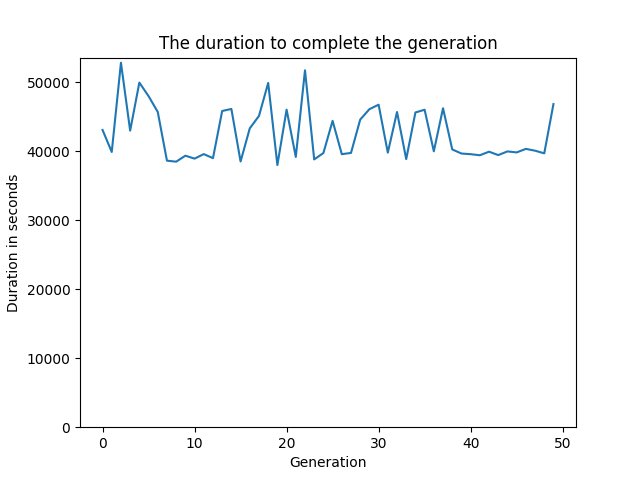 The duration to complete the generation
50000
40000
30000
20000
10000
0
Duration in seconds
0 10 20 30 40 50
Generation